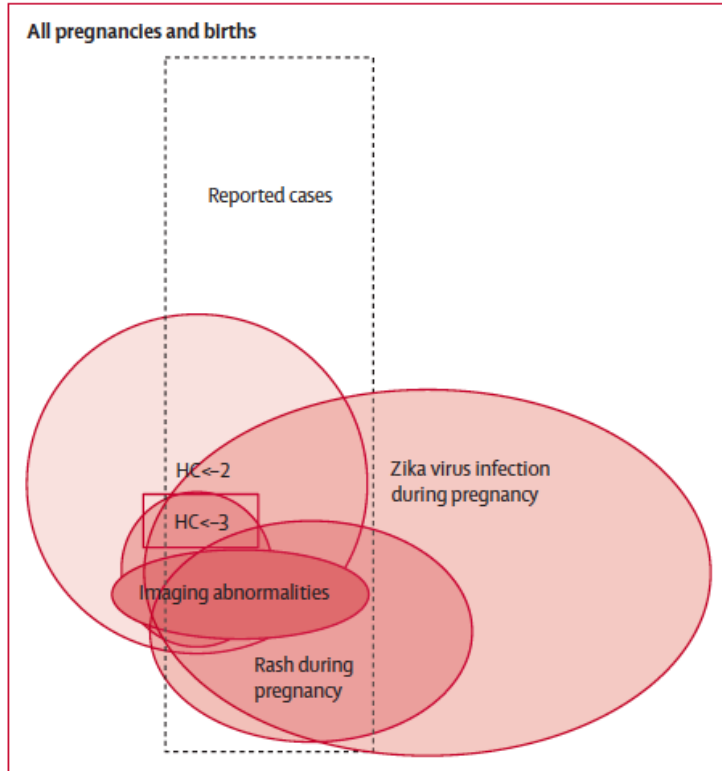 All pregnancies and births
Reported cases
HC<–2
Zika virus infection
during pregnancy
HC<–3
Imaging abnormalities
Rash during
pregnancy